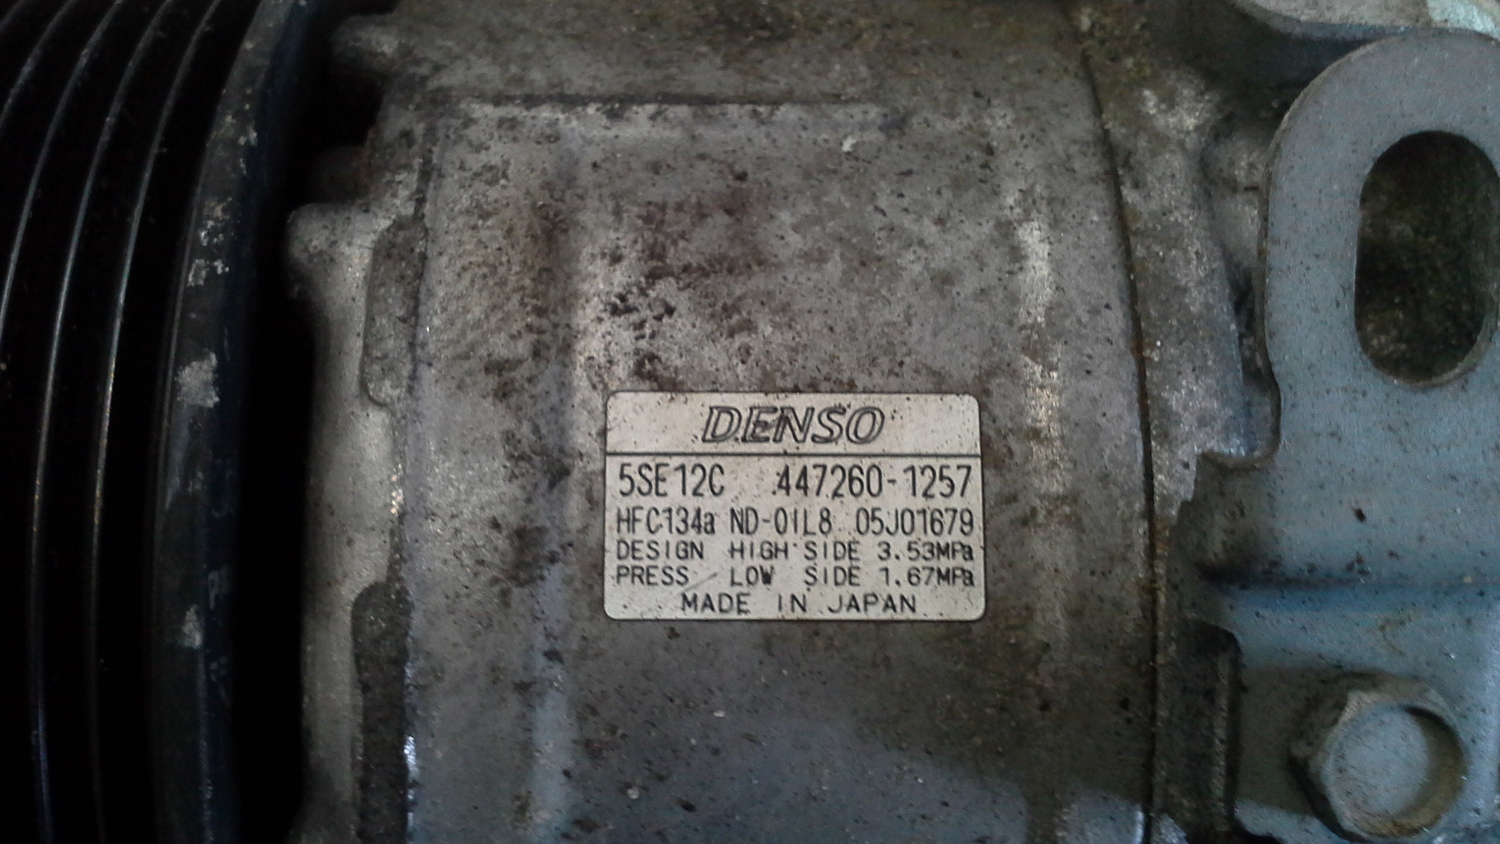 DENSO
5SE12C 447260-1257
HFC134a ND-OIL8 05J01679
DESIGN HIGH SIDE 3.53MPa
PRESS LOW SIDE 1.67MPa
MADE IN JAPAN